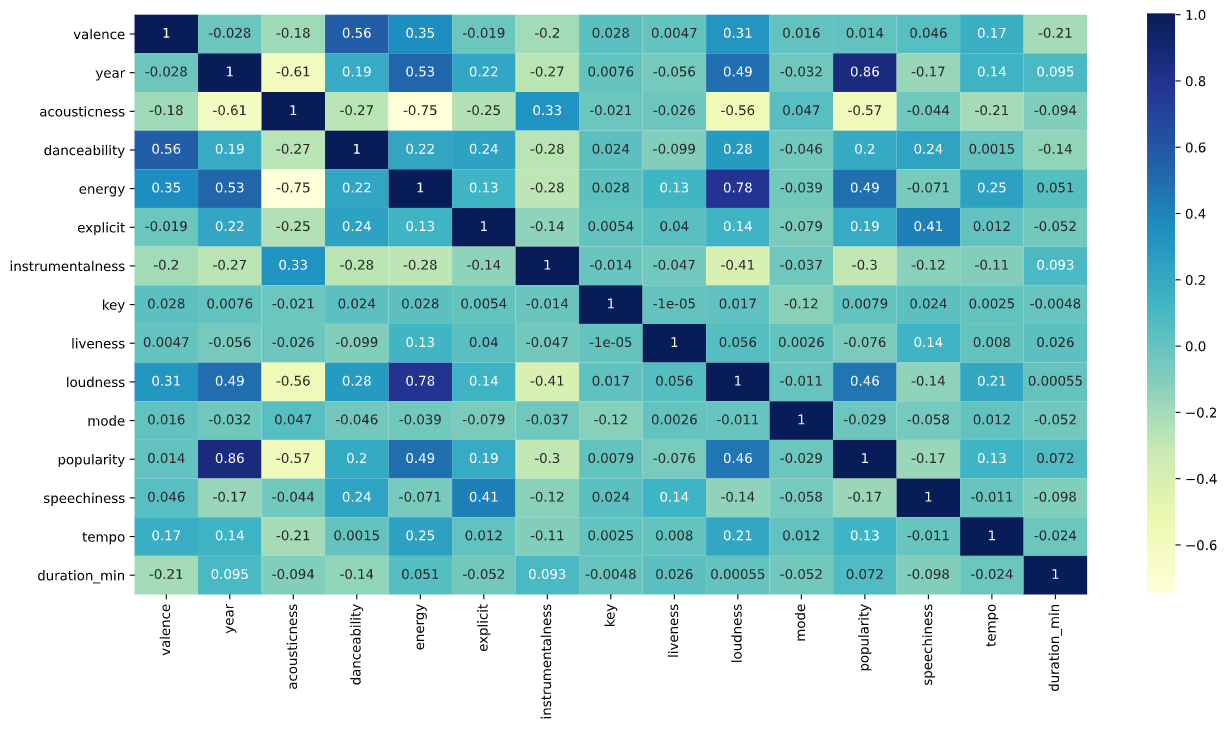 valence 1 -0.028 -0.18 0.56 0.35 -0.019 -0.2 0.028 0.0047 0.31 0.016 0.014 0.046 0.17 -0.21
year -0.028 1 -0.61 0.19 0.53 0.22 -0.27 0.0076 -0.056 0.49 -0.032 0.86 -0.17 0.14 0.095
acousticness -0.18 -0.61 1 -0.27 -0.75 -0.25 0.33 -0.021 -0.026 -0.56 0.047 -0.57 -0.044 -0.21 -0.094
danceability 0.56 0.19 -0.27 1 0.22 0.24 -0.28 0.024 -0.099 0.28 -0.046 0.2 0.24 0.0015 -0.14
energy 0.35 0.53 -0.75 0.22 1 0.13 -0.28 0.028 0.13 0.78 -0.039 0.49 -0.071 0.25 0.051
explicit -0.019 0.22 -0.25 0.24 0.13 1 -0.14 0.0054 0.04 0.14 -0.079 0.19 0.41 0.012 -0.052
instrumentalness -0.2 -0.27 0.33 -0.28 -0.28 -0.14 1 -0.014 -0.047 -0.41 -0.037 -0.3 -0.12 -0.11 0.093
key 0.028 0.0076 -0.021 0.024 0.028 0.0054 -0.014 1 -1e-05 0.017 -0.12 0.0079 0.024 0.0025 -0.0048
liveness 0.0047 -0.056 -0.026 -0.099 0.13 0.04 -0.047 -1e-05 1 0.056 0.0026 -0.076 0.14 0.008 0.026
loudness 0.31 0.49 -0.56 0.28 0.78 0.14 -0.41 0.017 0.056 1 -0.011 0.46 -0.14 0.21 0.00055
mode 0.016 -0.032 0.047 -0.046 -0.039 -0.079 -0.037 -0.12 0.0026 -0.011 1 -0.029 -0.058 0.012 -0.052
popularity 0.014 0.86 -0.57 0.2 0.49 0.19 -0.3 0.0079 -0.076 0.46 -0.029 1 -0.17 0.13 0.072
speechiness 0.046 -0.17 -0.044 0.24 -0.071 0.41 -0.12 0.024 0.14 -0.14 -0.058 -0.17 1 -0.011 -0.098
tempo 0.17 0.14 -0.21 0.0015 0.25 0.012 -0.11 0.0025 0.008 0.21 0.012 0.13 -0.011 1 -0.024
duration_min -0.21 0.095 -0.094 -0.14 0.051 -0.052 0.093 -0.0048 0.026 0.00055 -0.052 0.072 -0.098 -0.024 1
valence
year
acousticness
danceability
energy
explicit
instrumentalness
key
liveness
loudness
mode
popularity
speechiness
tempo
duration_min
1.0
0.8
0.6
0.4
0.2
0.0
−0.2
−0.4
−0.6